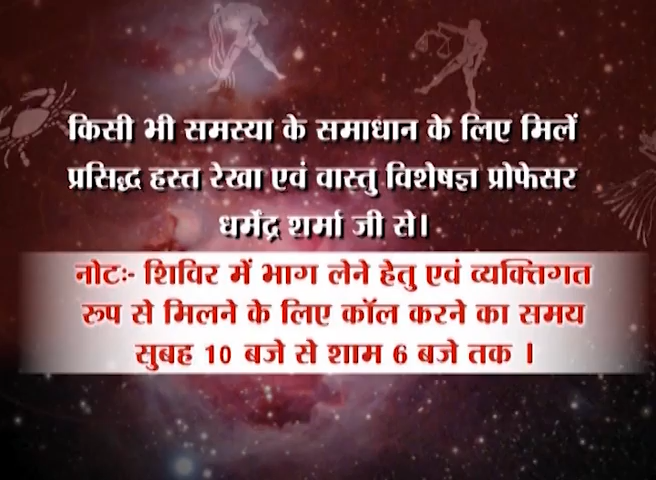 किसी भी समस्या के समाधान के लिए मिलें
प्रसिद्ध हस्त रेखा एवं वास्तु विशेषज्ञ प्रोफेसर
धर्मेंद्र शर्मा जी से।
नोटः- शिविर में भाग लेने हेतु एवं व्यक्तिगत
रूप से मिलने के लिए कॉल करने का समय
सुबह 10 बजे से शाम 6 बजे तक ।